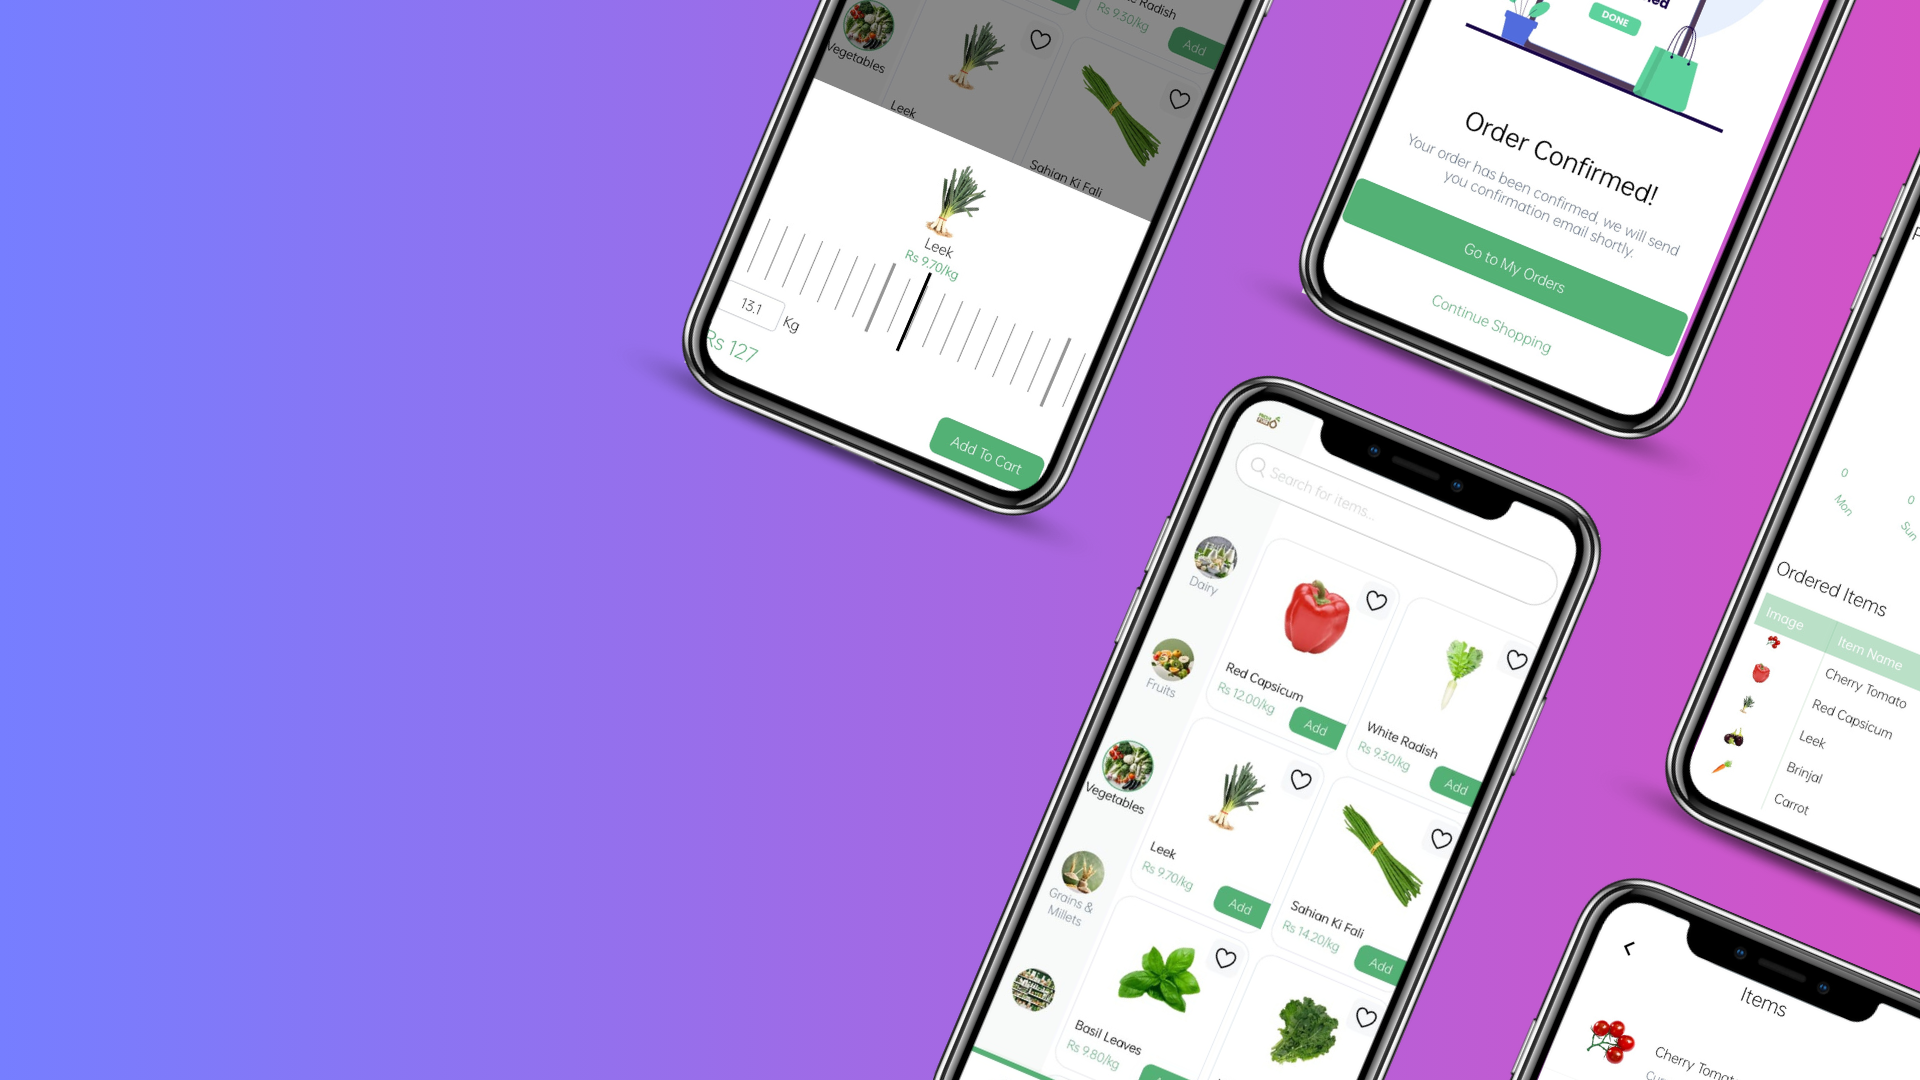 Vegetables
Leek
Radish
Rs 9.30/kg
Add
Sahian Ki Fali
Leek
Rs 9.70/kg
13.1
Kg
Rs 127
Add To Cart
DONE
Order Confirmed!
Your order has been confirmed, we will send
you confirmation email shortly.
Go to My Orders
Continue Shopping
Search for items...
Dairy
Fruits
Vegetables
Grains &
Millets
Red Capsicum
Rs 12.00/kg
Add
White Radish
Rs 9.30/kg
Add
Leek
Rs 9.70/kg
Add
Sahian Ki Fali
Rs 14.20/kg
Add
Basil Leaves
Rs 9.80/kg
0
0
Mon
Sun
Ordered Items
Image
Item Name
Cherry Tomato
Red Capsicum
Leek
Brinjal
Carrot
Items
Cherry Toma